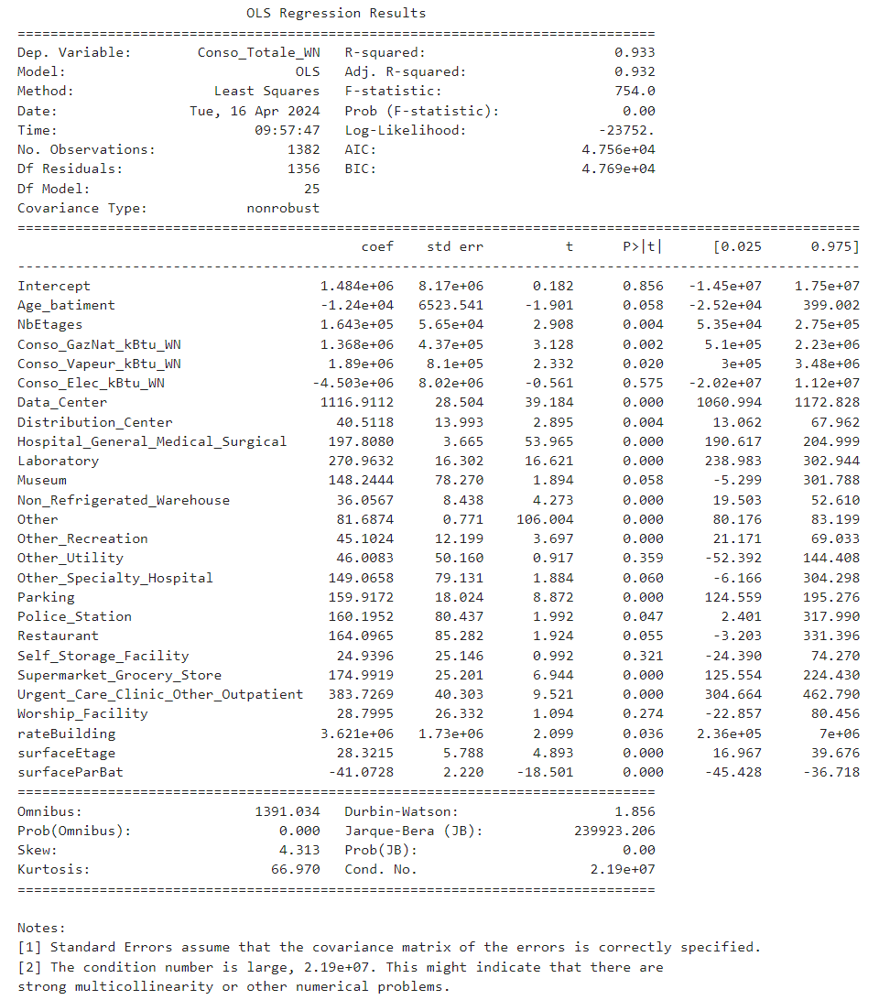 OLS Regression Results
==============================================================================
Dep. Variable: Conso_Totale_WN R-squared: 0.933
Model: OLS Adj. R-squared: 0.932
Method: Least Squares F-statistic: 754.0
Date: Tue, 16 Apr 2024 Prob (F-statistic): 0.00
Time: 09:57:47 Log-Likelihood: -23752.
No. Observations: 1382 AIC: 4.756e+04
Df Residuals: 1356 BIC: 4.769e+04
Df Model: 25
Covariance Type: nonrobust
=======================================================================================================
coef std err t P>|t| [0.025 0.975]
-------------------------------------------------------------------------------------------------------
Intercept 1.484e+06 8.17e+06 0.182 0.856 -1.45e+07 1.75e+07
Age_batiment -1.24e+04 6523.541 -1.901 0.058 -2.52e+04 399.002
NbEtages 1.643e+05 5.65e+04 2.908 0.004 5.35e+04 2.75e+05
Conso_GazNat_kBtu_WN 1.368e+06 4.37e+05 3.128 0.002 5.1e+05 2.23e+06
Conso_Vapeur_kBtu_WN 1.89e+06 8.1e+05 2.332 0.020 3e+05 3.48e+06
Conso_Elec_kBtu_WN -4.503e+06 8.02e+06 -0.561 0.575 -2.02e+07 1.12e+07
Data_Center 1116.9112 28.504 39.184 0.000 1060.994 1172.828
Distribution_Center 40.5118 13.993 2.895 0.004 13.062 67.962
Hospital_General_Medical_Surgical 197.8080 3.665 53.965 0.000 190.617 204.999
Laboratory 270.9632 16.302 16.621 0.000 238.983 302.944
Museum 148.2444 78.270 1.894 0.058 -5.299 301.788
Non_Refrigerated_Warehouse 36.0567 8.438 4.273 0.000 19.503 52.610
Other 81.6874 0.771 106.004 0.000 80.176 83.199
Other_Recreation 45.1024 12.199 3.697 0.000 21.171 69.033
Other_Utility 46.0083 50.160 0.917 0.359 -52.392 144.408
Other_Specialty_Hospital 149.0658 79.131 1.884 0.060 -6.166 304.298
Parking 159.9172 18.024 8.872 0.000 124.559 195.276
Police_Station 160.1952 80.437 1.992 0.047 2.401 317.990
Restaurant 164.0965 85.282 1.924 0.055 -3.203 331.396
Self_Storage_Facility 24.9396 25.146 0.992 0.321 -24.390 74.270
Supermarket_Grocery_Store 174.9919 25.201 6.944 0.000 125.554 224.430
Urgent_Care_Clinic_Other_Outpatient 383.7269 40.303 9.521 0.000 304.664 462.790
Worship_Facility 28.7995 26.332 1.094 0.274 -22.857 80.456
rateBuilding 3.621e+06 1.73e+06 2.099 0.036 2.36e+05 7e+06
surfaceEtage 28.3215 5.788 4.893 0.000 16.967 39.676
surfaceParBat -41.0728 2.220 -18.501 0.000 -45.428 -36.718
==============================================================================
Omnibus: 1391.034 Durbin-Watson: 1.856
Prob(Omnibus): 0.000 Jarque-Bera (JB): 239923.206
Skew: 4.313 Prob(JB): 0.00
Kurtosis: 66.970 Cond. No. 2.19e+07
==============================================================================
Notes:
[1] Standard Errors assume that the covariance matrix of the errors is correctly specified.
[2] The condition number is large, 2.19e+07. This might indicate that there are
strong multicollinearity or other numerical problems.